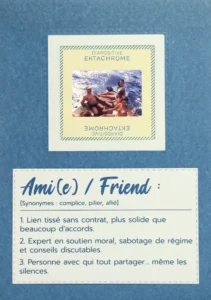 DIAPOSITIVE
EKTACHROME
EKTACHROME
DIAPOSITIVE
Ami(e) / Friend :
[Synonymes : complice, pilier, allié]
1. Lien tissé sans contrat, plus solide que
beaucoup d'accords.
2. Expert en soutien moral, sabotage de régime
et conseils discutables.
3. Personne avec qui tout partager... même les
silences.